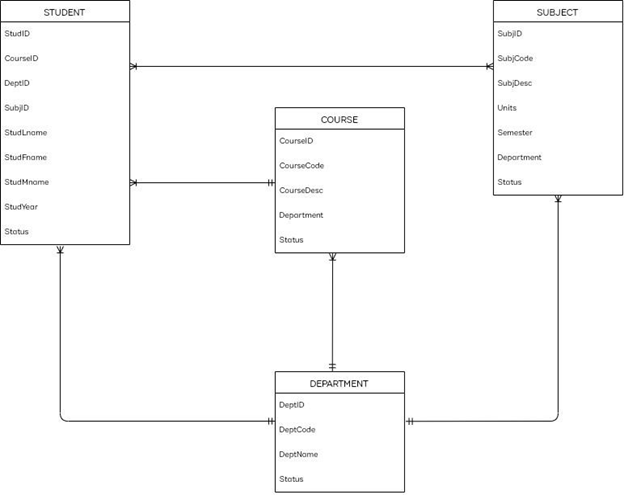 STUDENT
StudID
CourseID
DeptID
SubjID
StudLname
StudFname
StudMname
StudYear
Status
SUBJECT
SubjID
SubjCode
SubjDesc
Units
Semester
Department
Status
COURSE
CourseID
CourseCode
CourseDesc
Department
Status
DEPARTMENT
DeptID
DeptCode
DeptName
Status